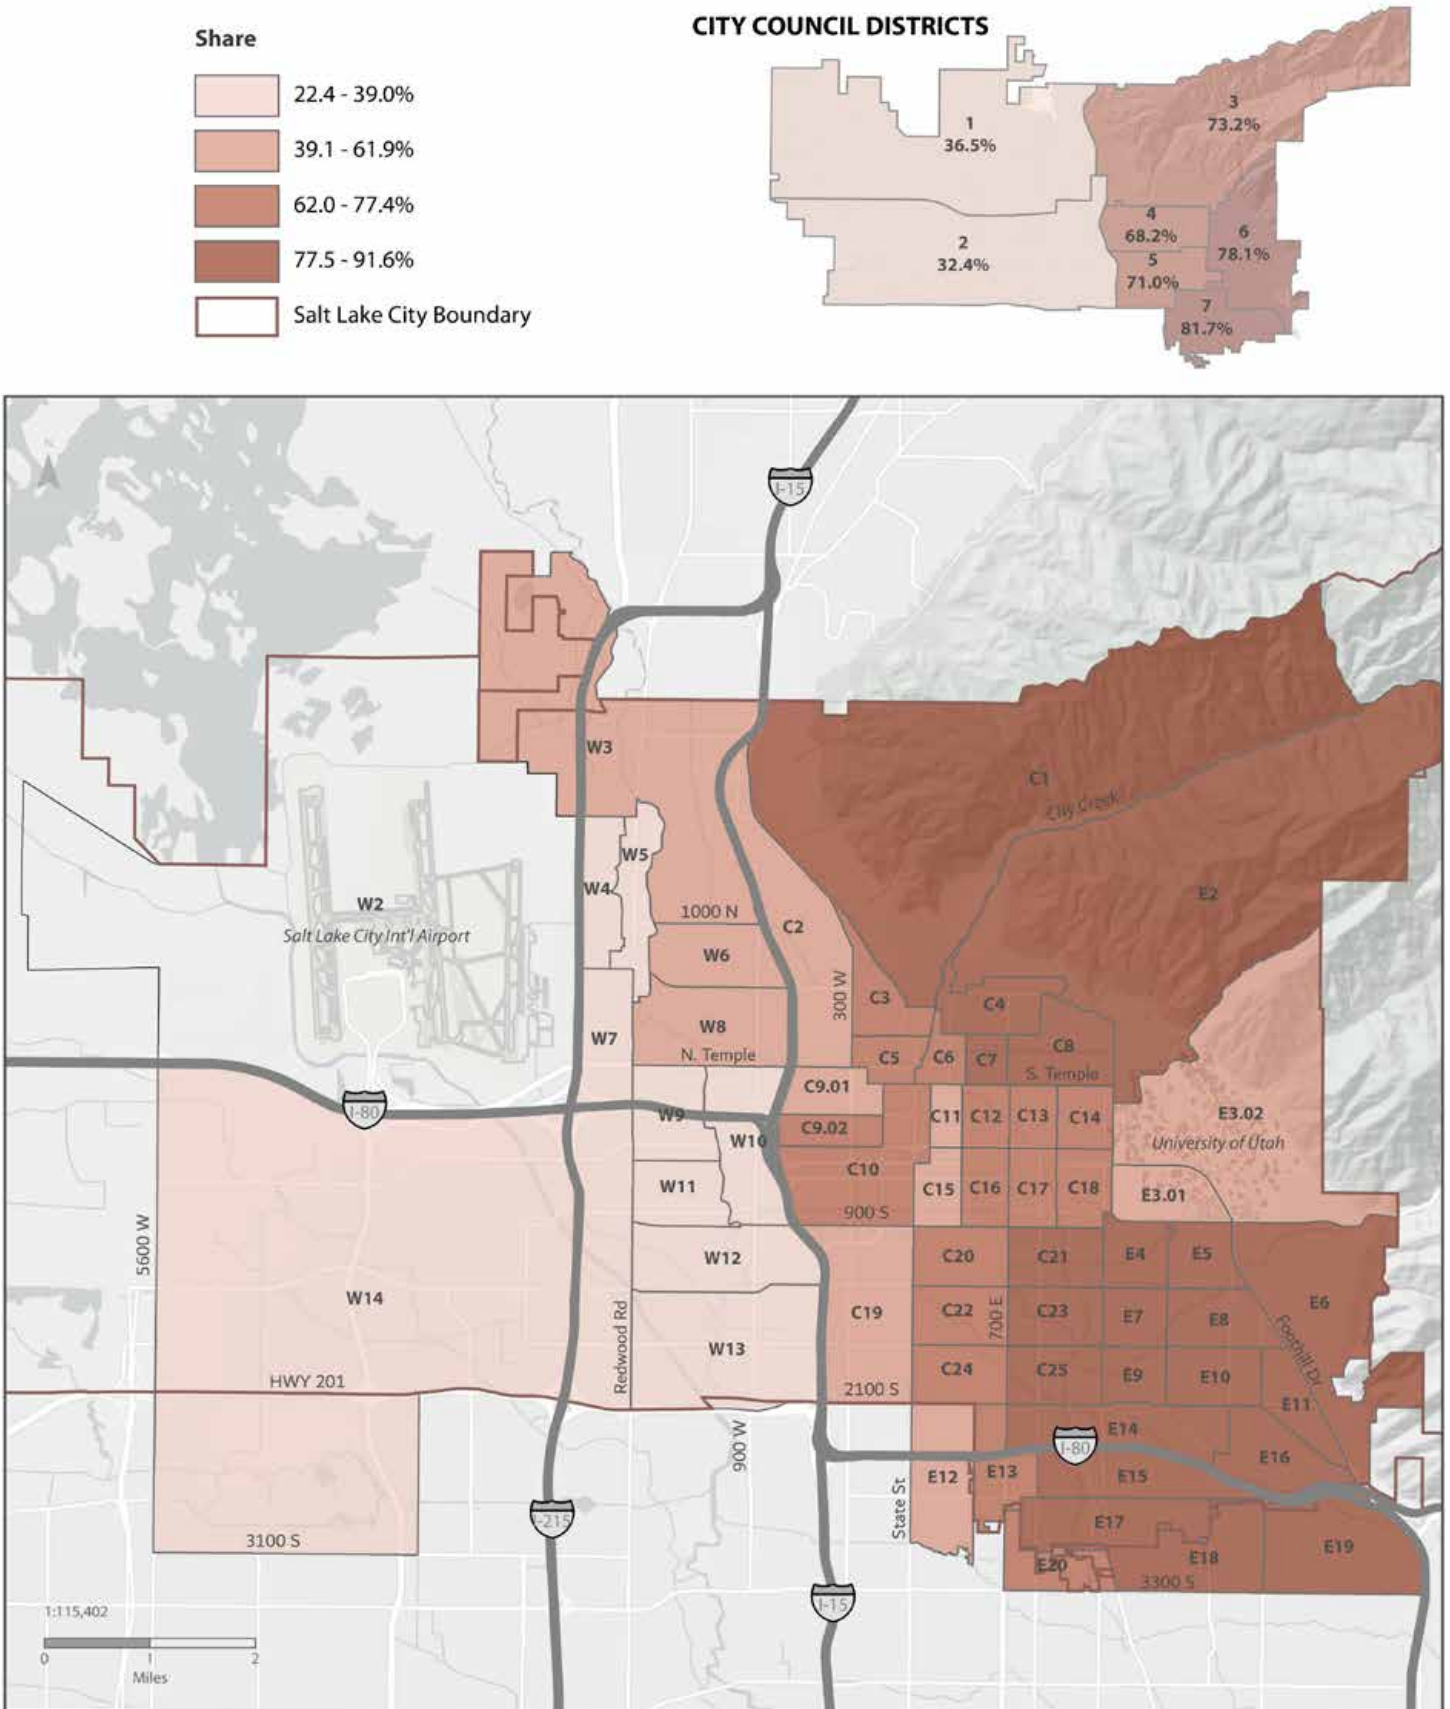 CITY COUNCIL DISTRICTS
Share
22.4 - 39.0%
39.1 - 61.9%
62.0 - 77.4%
77.5 - 91.6%
Salt Lake City Boundary
1
36.5%
2
32.4%
3
73.2%
4
68.2%
5
71.0%
6
78.1%
7
81.7%
I-15
W3
C1
City Creek
W5
W4
E2
W2
Salt Lake City Int'l Airport
1000 N
C2
W6
300 W
C3
C4
W8
W7
N. Temple
C5
C6
C7
C8
S. Temple
C9.01
I-80
W9
C11
C12
C13
C14
E3.02
University of Utah
C9.02
W10
C10
W11
C15
C16
C17
C18
E3.01
900 S
5600 W
W12
C20
C21
E4
E5
W14
C19
C22
700 E
C23
E7
E8
E6
Foothill Dr
W13
Redwood Rd
HWY 201
2100 S
C24
C25
E9
E10
E11
900 W
E14
I-80
E12
E13
E15
E16
State St
I-215
E17
3100 S
E20
E18
E19
3300 S
I-15
1:115,402
0 1 2
Miles